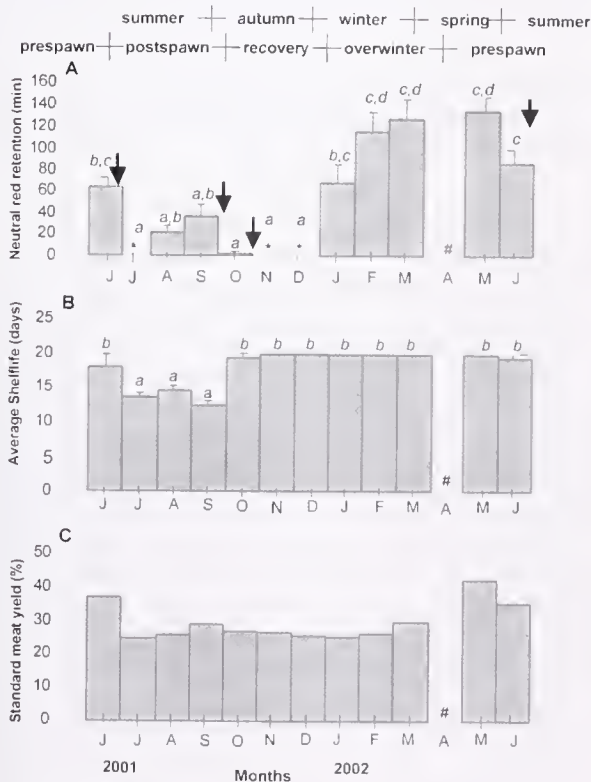 summer autumn winter spring summer
prespawn postspawn recovery overwinter prespawn
A
Neutral red retention (min)
160
140
120
100
80
60
40
20
0
b,c * a a,b a,b a a * a * b,c c,d c,d # c,d c
J J A S O N D J F M A M J
B
Average Shelflife (days)
25
20
15
10
5
0
b a a a b b b b b b # b b
J J A S O N D J F M A M J
C
Standard meat yield (%)
50
40
30
20
10
0
#
J J A S O N D J F M A M J
2001 2002
Months